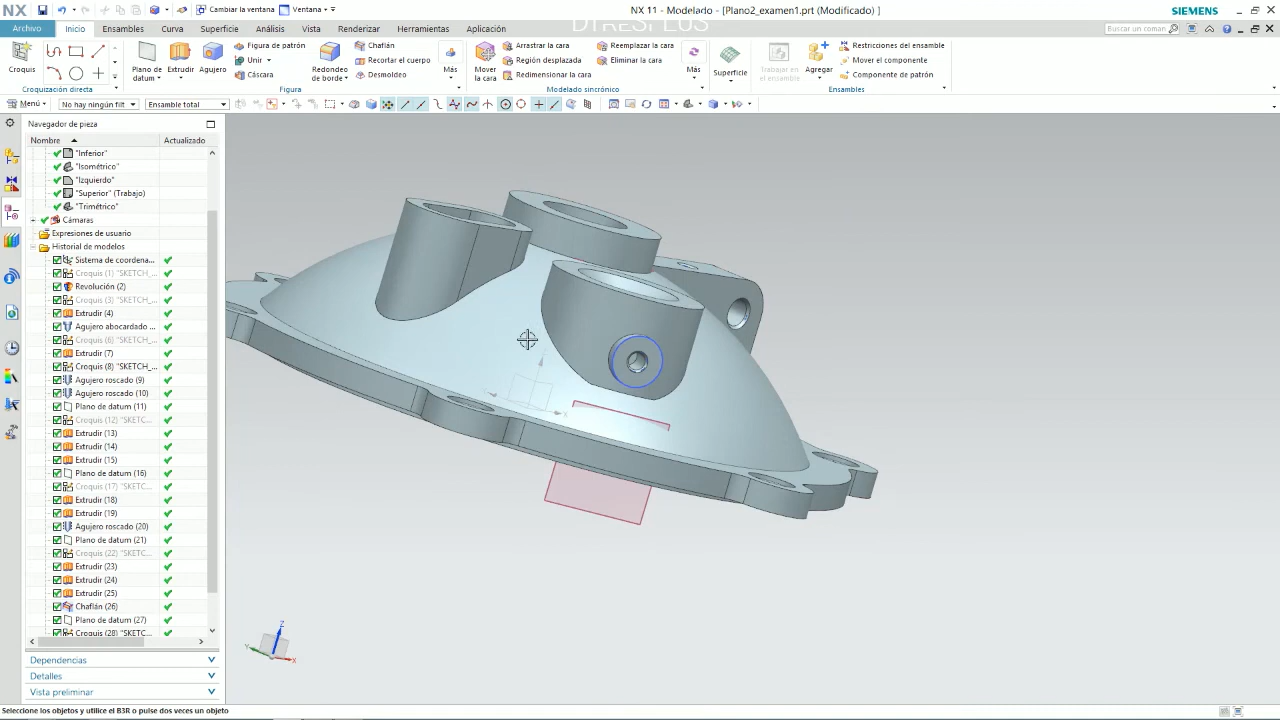 NX
Cambiar la ventana
Ventana
NX 11 - Modelado - [Plano2_examen1.prt (Modificado) ]
SIEMENS
DTRESPLUS
Archivo
Inicio
Ensambles
Curva
Superficie
Análisis
Vista
Renderizar
Herramientas
Aplicación
Buscar un coman
Croquis
Croquización directa
Plano de datum
Extrudir
Agujero
Figura de patrón
Unir
Cáscara
Redondeo de borde
Chaflán
Recortar el cuerpo
Desmoldeo
Más
Figura
Mover la cara
Arrastrar la cara
Región desplazada
Redimensionar la cara
Reemplazar la cara
Eliminar la cara
Más
Modelado sincrónico
Superficie
Trabajar en el ensamble
Agregar
Restricciones del ensamble
Mover el componente
Componente de patrón
Ensambles
Menú
No hay ningún filt
Ensamble total
Navegador de pieza
Nombre
Actualizado
"Inferior"
"Isométrico"
"Izquierdo"
"Superior" (Trabajo)
"Trimétrico"
Cámaras
Expresiones de usuario
Historial de modelos
Sistema de coordena...
Croquis (1) "SKETCH_...
Revolución (2)
Croquis (3) "SKETCH_...
Extrudir (4)
Agujero abocardado ...
Croquis (6) "SKETCH_...
Extrudir (7)
Croquis (8) "SKETCH_...
Agujero roscado (9)
Agujero roscado (10)
Plano de datum (11)
Croquis (12) "SKETC...
Extrudir (13)
Extrudir (14)
Extrudir (15)
Plano de datum (16)
Croquis (17) "SKETC...
Extrudir (18)
Extrudir (19)
Agujero roscado (20)
Plano de datum (21)
Croquis (22) "SKETC...
Extrudir (23)
Extrudir (24)
Extrudir (25)
Chaflán (26)
Plano de datum (27)
Croquis (28) "SKETC...
Dependencias
Detalles
Vista preliminar
X
Z
Y
X
Seleccione los objetos y utilice el B3R o pulse dos veces un objeto